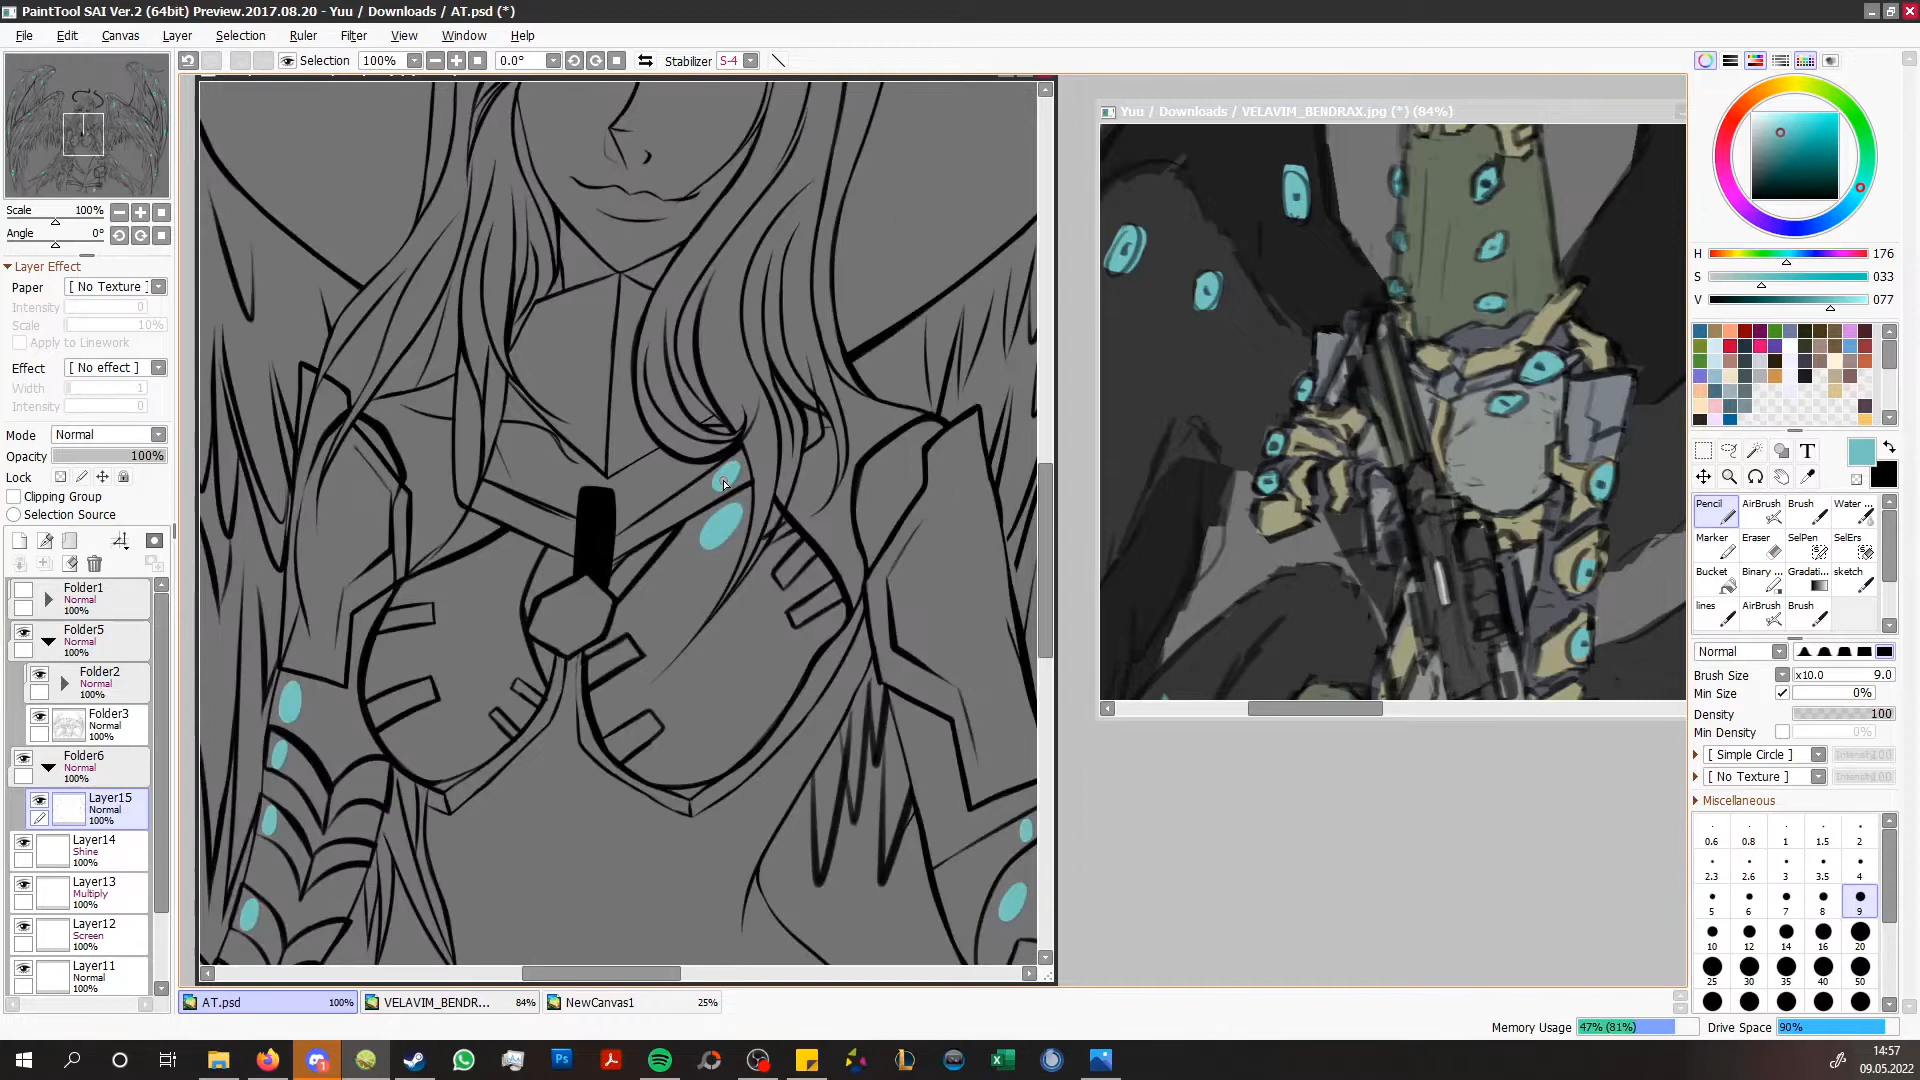 PaintTool SAI Ver.2 (64bit) Preview.2017.08.20 - Yuu / Downloads / AT.psd (*)
File Edit Canvas Layer Selection Ruler Filter View Window Help
Selection 100% 0.0° Stabilizer S-4
Yuu / Downloads / VELAVIM_BENDRAX.jpg (*) (84%)
Scale 100%
Angle 0°
Layer Effect
Paper [ No Texture ]
Intensity 0
Scale 10%
Apply to Linework
Effect [ No effect ]
Width 1
Intensity 0
Mode Normal
Opacity 100%
Lock
Clipping Group
Selection Source
Folder1
Normal
100%
Folder5
Normal
100%
Folder2
Normal
100%
Folder3
Normal
100%
Folder6
Normal
100%
Layer15
Normal
100%
Layer14
Shine
100%
Layer13
Multiply
100%
Layer12
Screen
100%
Layer11
Normal
100%
AT.psd 100%
VELAVIM_BENDR... 84%
NewCanvas1 25%
H 176
S 033
V 077
T
Pencil AirBrush Brush Water ...
Marker Eraser SelPen SelErs
Bucket Binary ... Gradati... sketch
lines AirBrush Brush
Normal
Brush Size x10.0 9.0
Min Size 0%
Density 100
Min Density 0%
[ Simple Circle ] Intensity 100
[ No Texture ] Intensity 100
Miscellaneous
0.6 0.8 1 1.5 2
2.3 2.6 3 3.5 4
5 6 7 8 9
10 12 14 16 20
25 30 35 40 50
Memory Usage 47% (81%) Drive Space 90%
Ps
1
14:57
09.05.2022